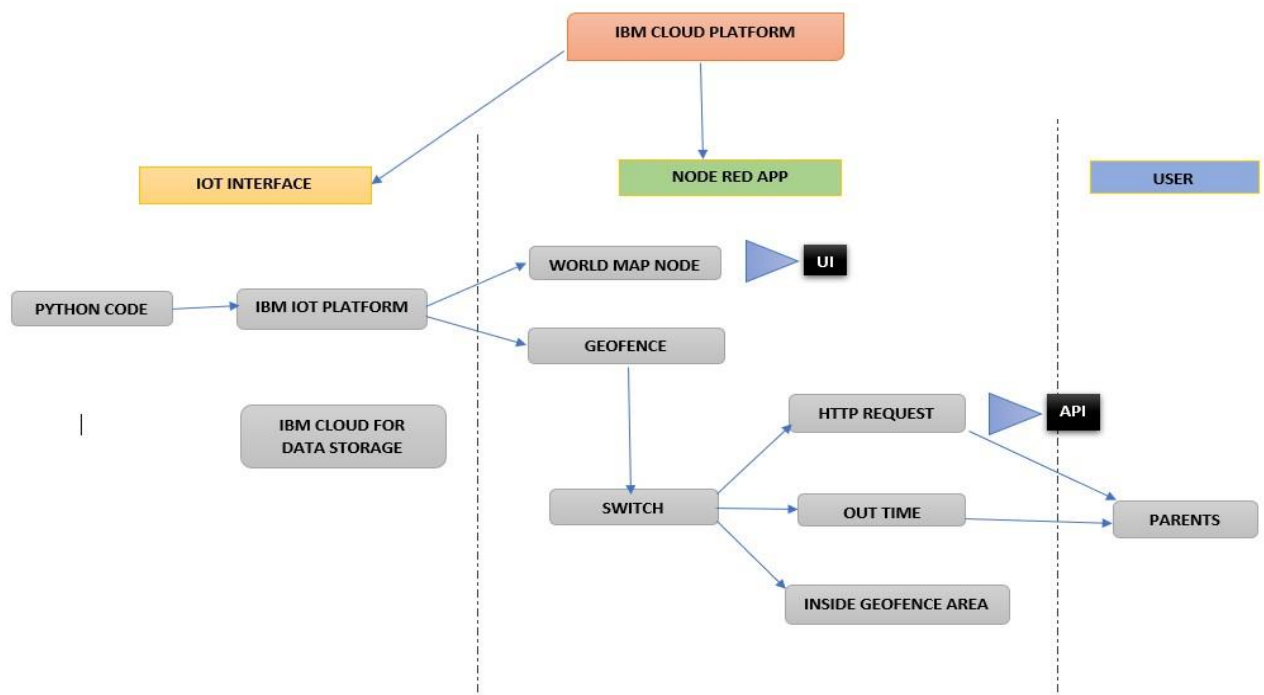 IBM CLOUD PLATFORM
IOT INTERFACE
NODE RED APP
USER
WORLD MAP NODE
UI
PYTHON CODE
IBM IOT PLATFORM
GEOFENCE
IBM CLOUD FOR
DATA STORAGE
HTTP REQUEST
API
SWITCH
OUT TIME
PARENTS
INSIDE GEOFENCE AREA